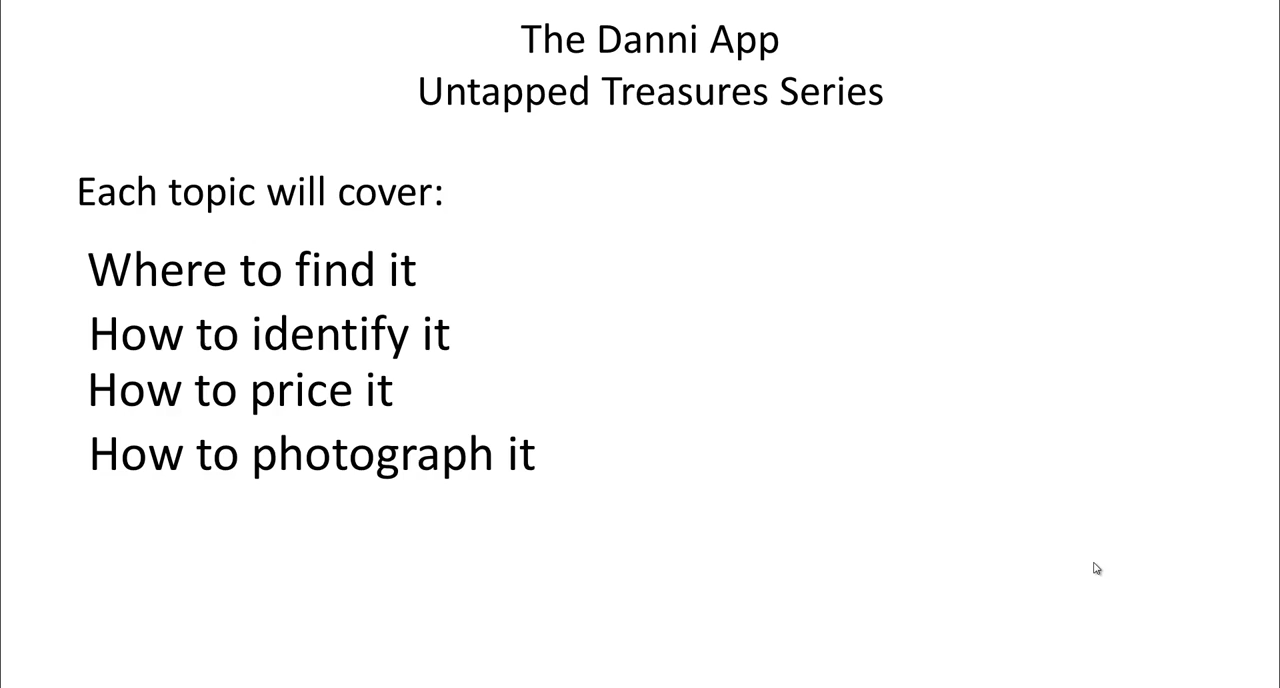 The Danni App
Untapped Treasures Series
Each topic will cover:
Where to find it
How to identify it
How to price it
How to photograph it